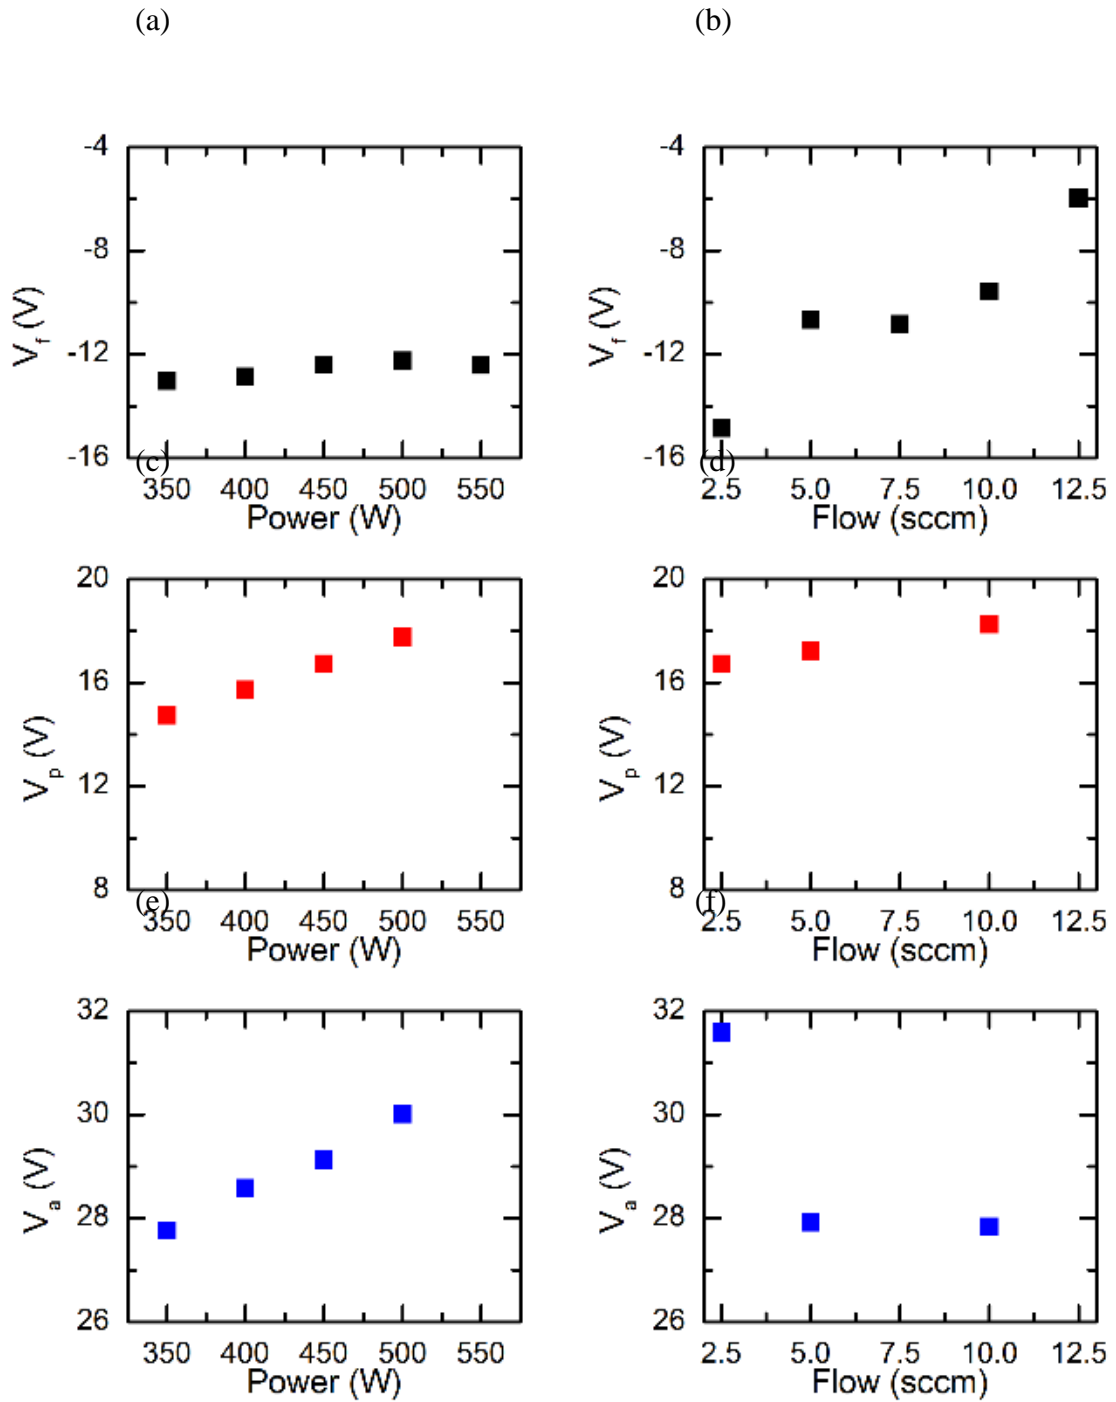 (a) (b)
-4 -4
-8 -8
V_f (V) V_f (V)
-12 -12
-16 -16
(c) (d)
350 400 450 500 550 2.5 5.0 7.5 10.0 12.5
Power (W) Flow (sccm)
20 20
16 16
V_p (V) V_p (V)
12 12
8 8
(e) (f)
350 400 450 500 550 2.5 5.0 7.5 10.0 12.5
Power (W) Flow (sccm)
32 32
30 30
V_a (V) V_a (V)
28 28
26 26
350 400 450 500 550 2.5 5.0 7.5 10.0 12.5
Power (W) Flow (sccm)